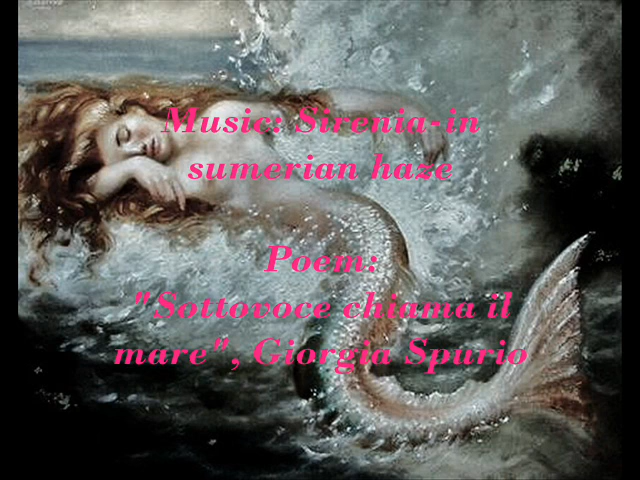 Music: Sirenia-in
sumerian haze
Poem:
"Sottovoce chiama il
mare", Giorgia Spurio